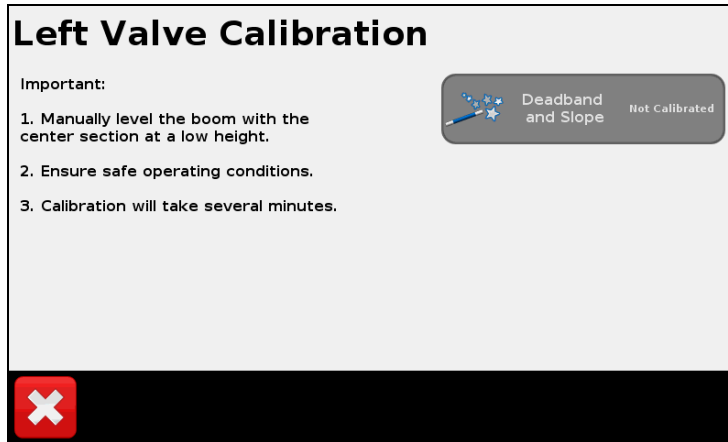 Left Valve Calibration
Important:
1. Manually level the boom with the
center section at a low height.
2. Ensure safe operating conditions.
3. Calibration will take several minutes.
Deadband
and Slope
Not Calibrated